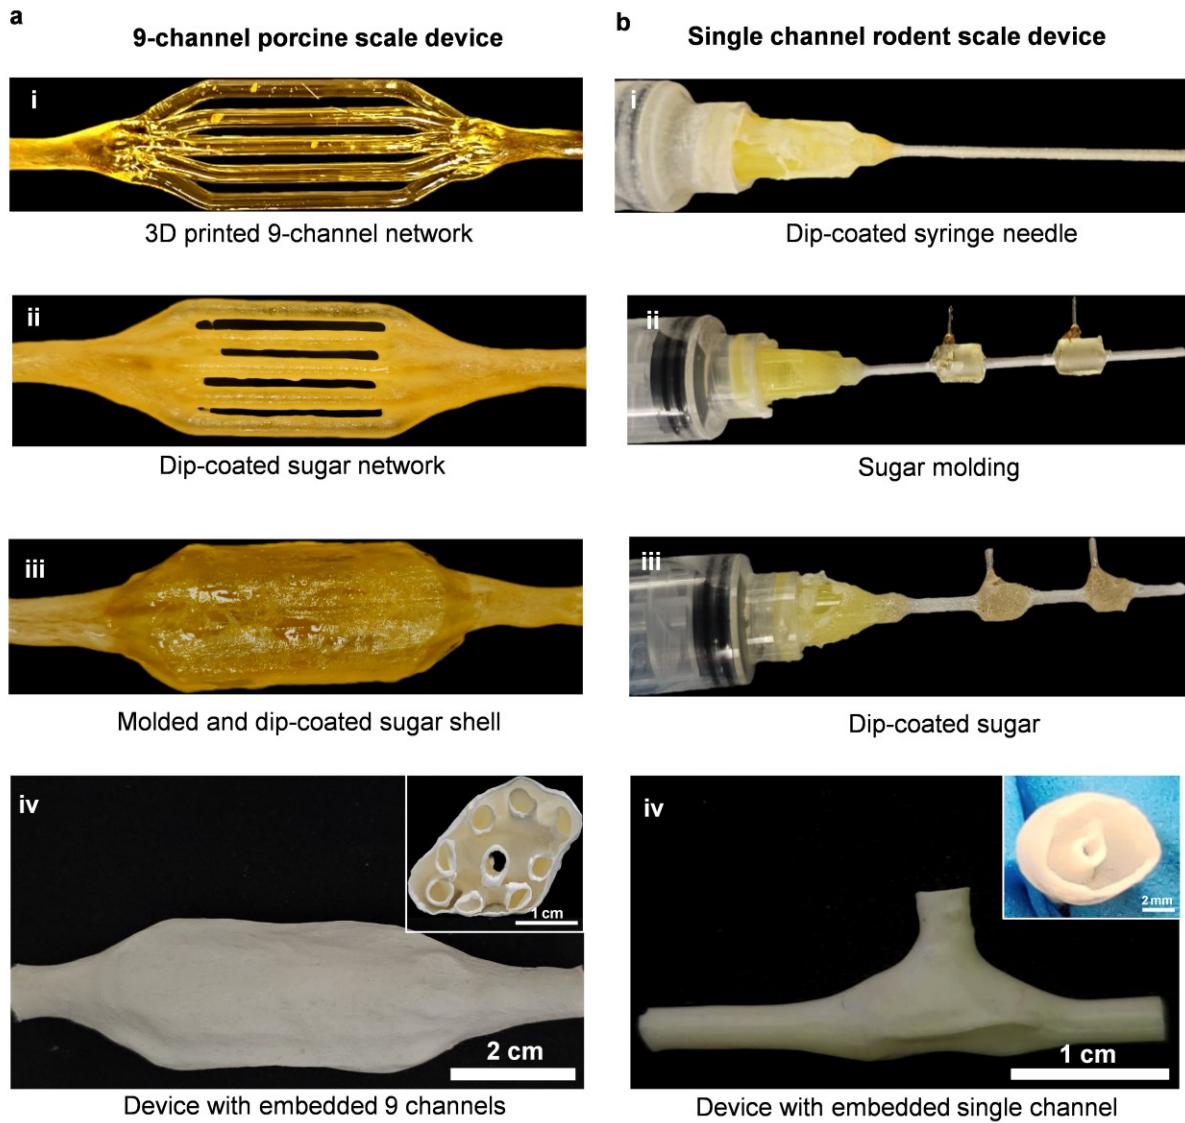 a
9-channel porcine scale device
i
3D printed 9-channel network
ii
Dip-coated sugar network
iii
Molded and dip-coated sugar shell
iv
1 cm
2 cm
Device with embedded 9 channels
b
Single channel rodent scale device
i
Dip-coated syringe needle
ii
Sugar molding
iii
Dip-coated sugar
iv
2 mm
1 cm
Device with embedded single channel